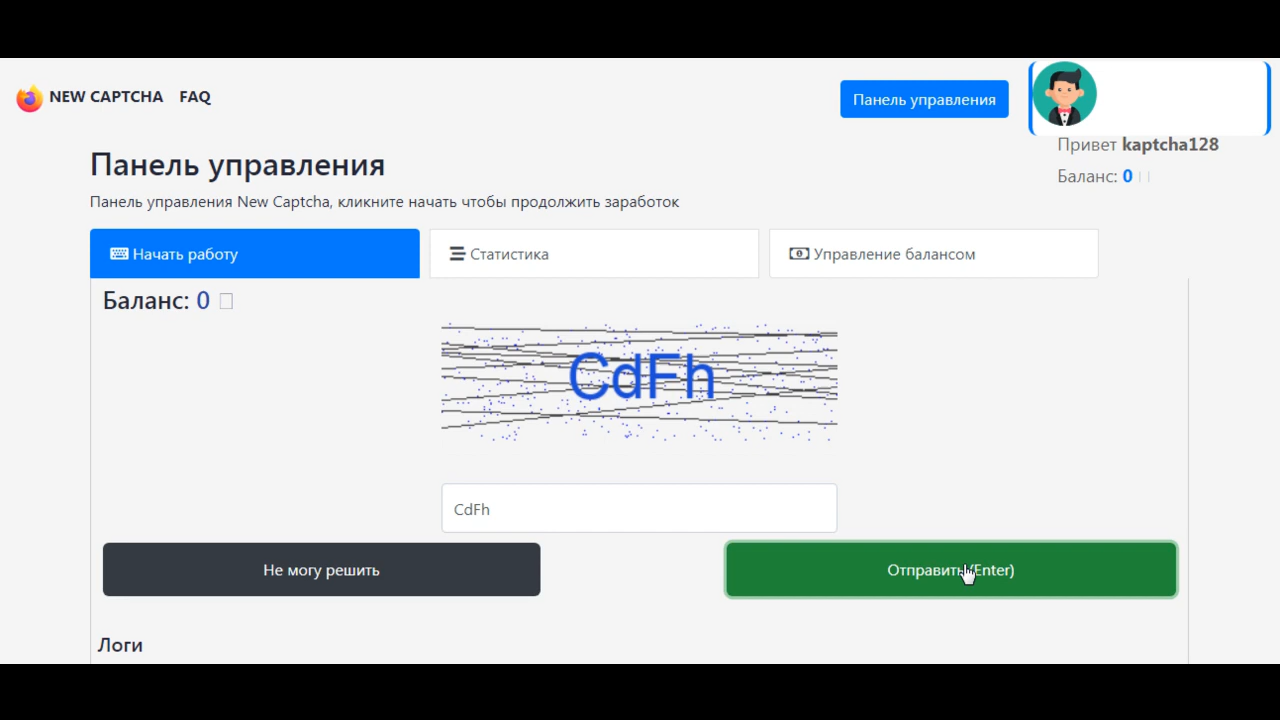 NEW CAPTCHA FAQ
Панель управления
Привет kaptcha128
Баланс: 0
Панель управления
Панель управления New Captcha, кликните начать чтобы продолжить заработок
Начать работу
Статистика
Управление балансом
Баланс: 0
CdFh
CdFh
Не могу решить
Отправить (Enter)
Логи